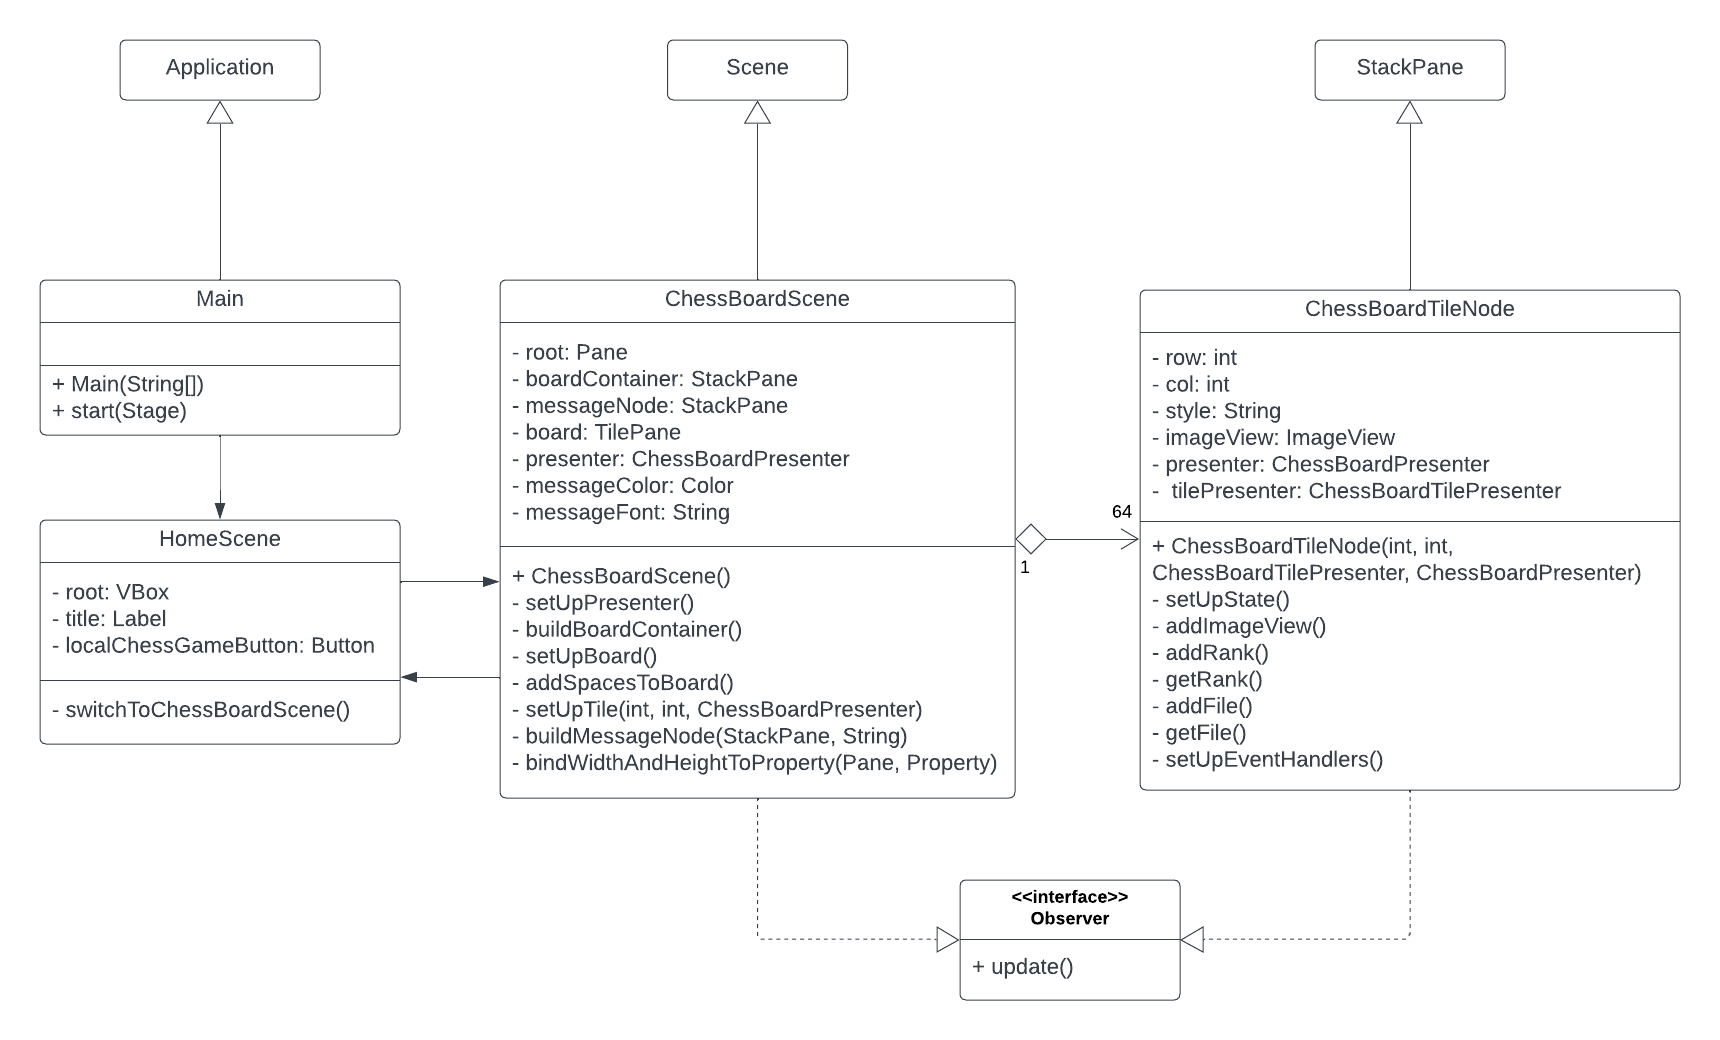 Application
Scene
StackPane
Main
+ Main(String[])
+ start(Stage)
HomeScene
- root: VBox
- title: Label
- localChessGameButton: Button
- switchToChessBoardScene()
ChessBoardScene
- root: Pane
- boardContainer: StackPane
- messageNode: StackPane
- board: TilePane
- presenter: ChessBoardPresenter
- messageColor: Color
- messageFont: String
+ ChessBoardScene()
- setUpPresenter()
- buildBoardContainer()
- setUpBoard()
- addSpacesToBoard()
- setUpTile(int, int, ChessBoardPresenter)
- buildMessageNode(StackPane, String)
- bindWidthAndHeightToProperty(Pane, Property)
1
64
ChessBoardTileNode
- row: int
- col: int
- style: String
- imageView: ImageView
- presenter: ChessBoardPresenter
- tilePresenter: ChessBoardTilePresenter
+ ChessBoardTileNode(int, int,
ChessBoardTilePresenter, ChessBoardPresenter)
- setUpState()
- addImageView()
- addRank()
- getRank()
- addFile()
- getFile()
- setUpEventHandlers()
<<interface>>
Observer
+ update()